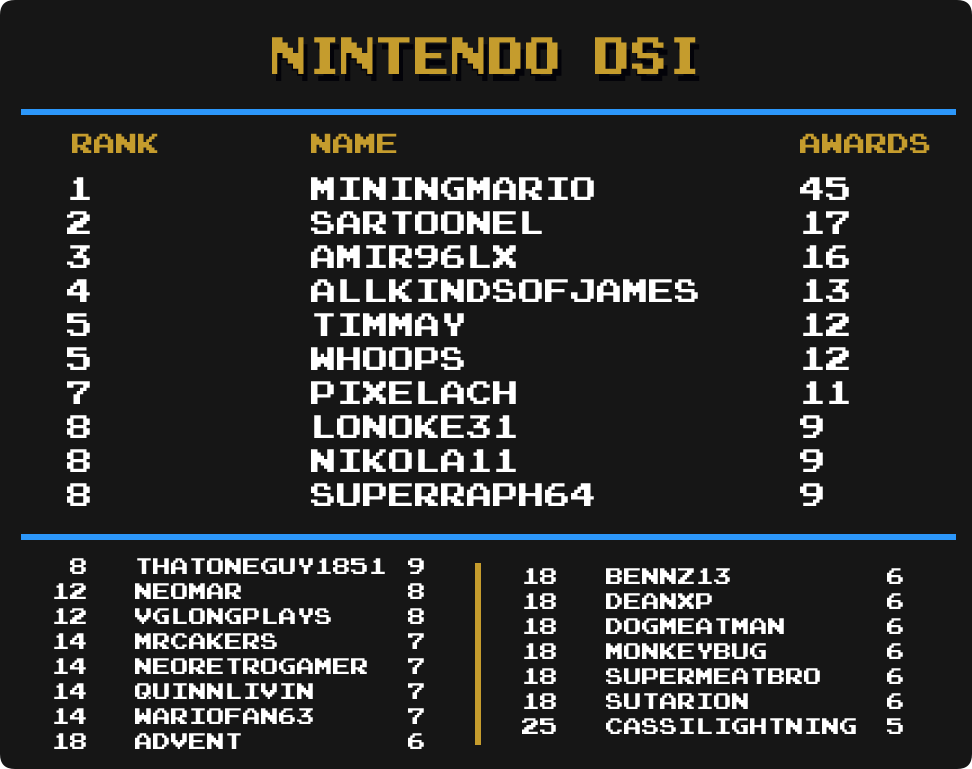 NINTENDO DSI
RANK NAME AWARDS
1 MININGMARIO 45
2 SARTOONEL 17
3 AMIR96LX 16
4 ALLKINDSOFJAMES 13
5 TIMMAY 12
5 WHOOPS 12
7 PIXELACH 11
8 LONOKE31 9
8 NIKOLA11 9
8 SUPERRAPH64 9
8 THATONEGUY1851 9
12 NEOMAR 8
12 VGLONGPLAYS 8
14 MRCAKERS 7
14 NEORETROGAMER 7
14 QUINNLIVIN 7
14 WARIOFAN63 7
18 ADVENT 6
18 BENNZ13 6
18 DEANXP 6
18 DOGMEATMAN 6
18 MONKEYBUG 6
18 SUPERMEATBRO 6
18 SUTARION 6
25 CASSILIGHTNING 5